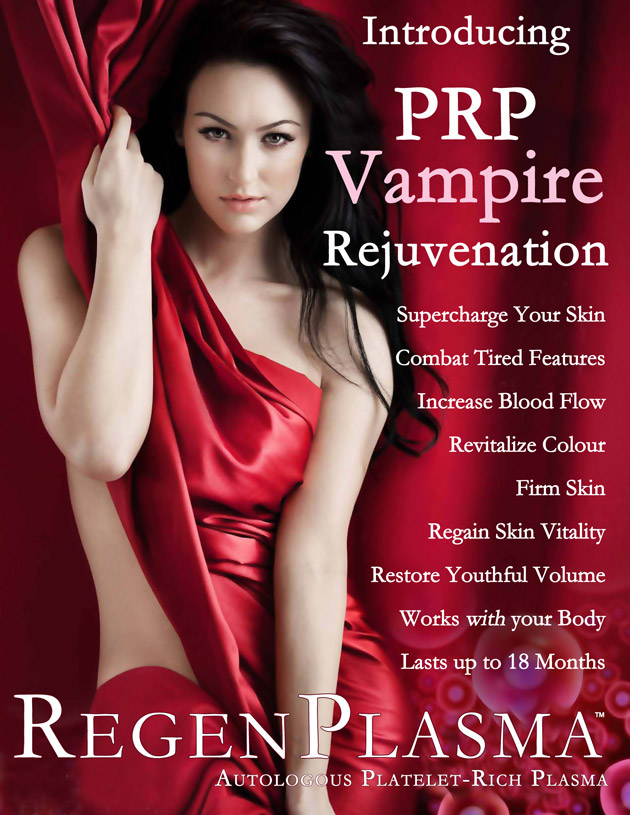 Introducing
PRP
Vampire
Rejuvenation
Supercharge Your Skin
Combat Tired Features
Increase Blood Flow
Revitalize Colour
Firm Skin
Regain Skin Vitality
Restore Youthful Volume
Works with your Body
Lasts up to 18 Months
REGENPLASMA™
AUTOLOGOUS PLATELET-RICH PLASMA